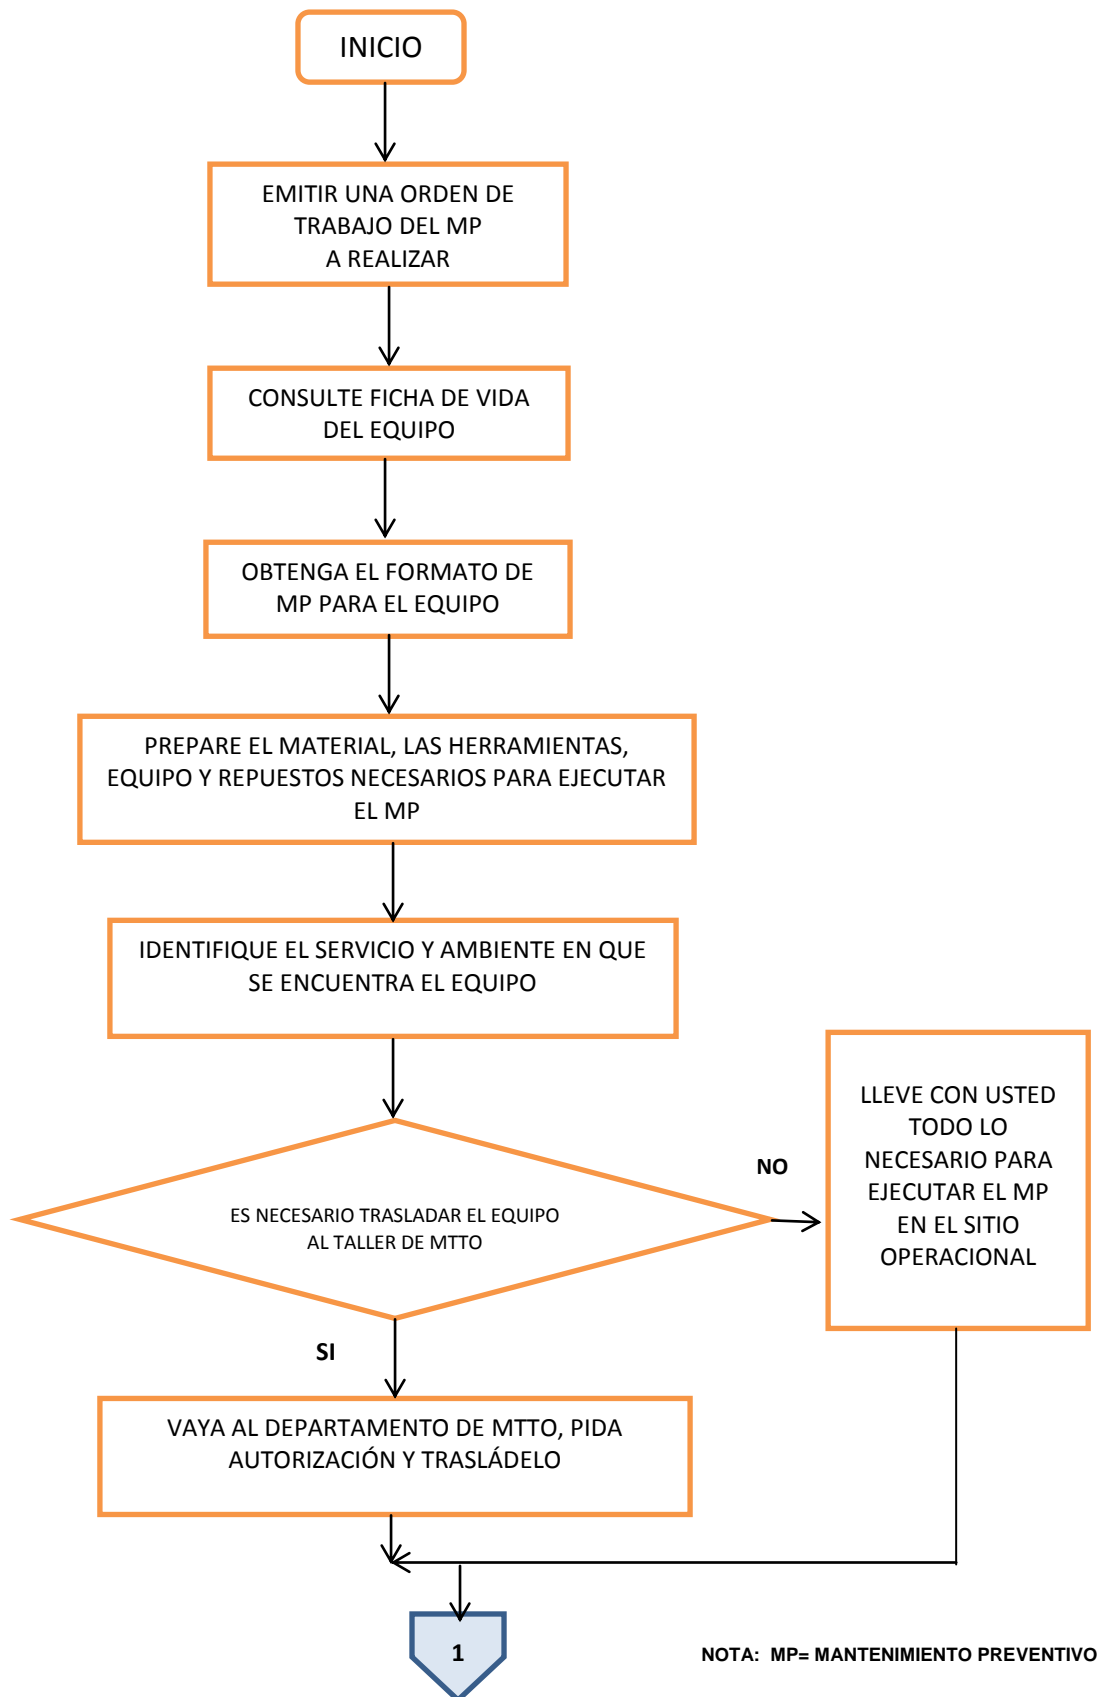 INICIO
EMITIR UNA ORDEN DE
TRABAJO DEL MP
A REALIZAR
CONSULTE FICHA DE VIDA
DEL EQUIPO
OBTENGA EL FORMATO DE
MP PARA EL EQUIPO
PREPARE EL MATERIAL, LAS HERRAMIENTAS,
EQUIPO Y REPUESTOS NECESARIOS PARA EJECUTAR
EL MP
IDENTIFIQUE EL SERVICIO Y AMBIENTE EN QUE
SE ENCUENTRA EL EQUIPO
ES NECESARIO TRASLADAR EL EQUIPO
AL TALLER DE MTTO
NO
LLEVE CON USTED
TODO LO
NECESARIO PARA
EJECUTAR EL MP
EN EL SITIO
OPERACIONAL
SI
VAYA AL DEPARTAMENTO DE MTTO, PIDA
AUTORIZACIÓN Y TRASLÁDELO
1
NOTA: MP= MANTENIMIENTO PREVENTIVO